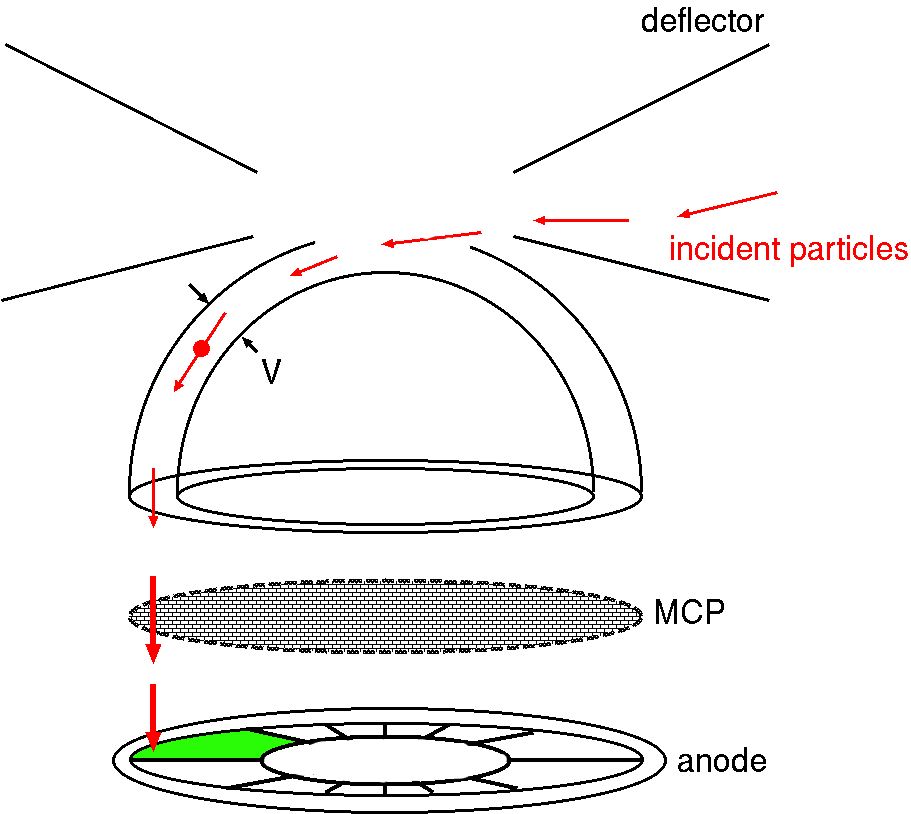 deflector
incident particles
V
MCP
anode